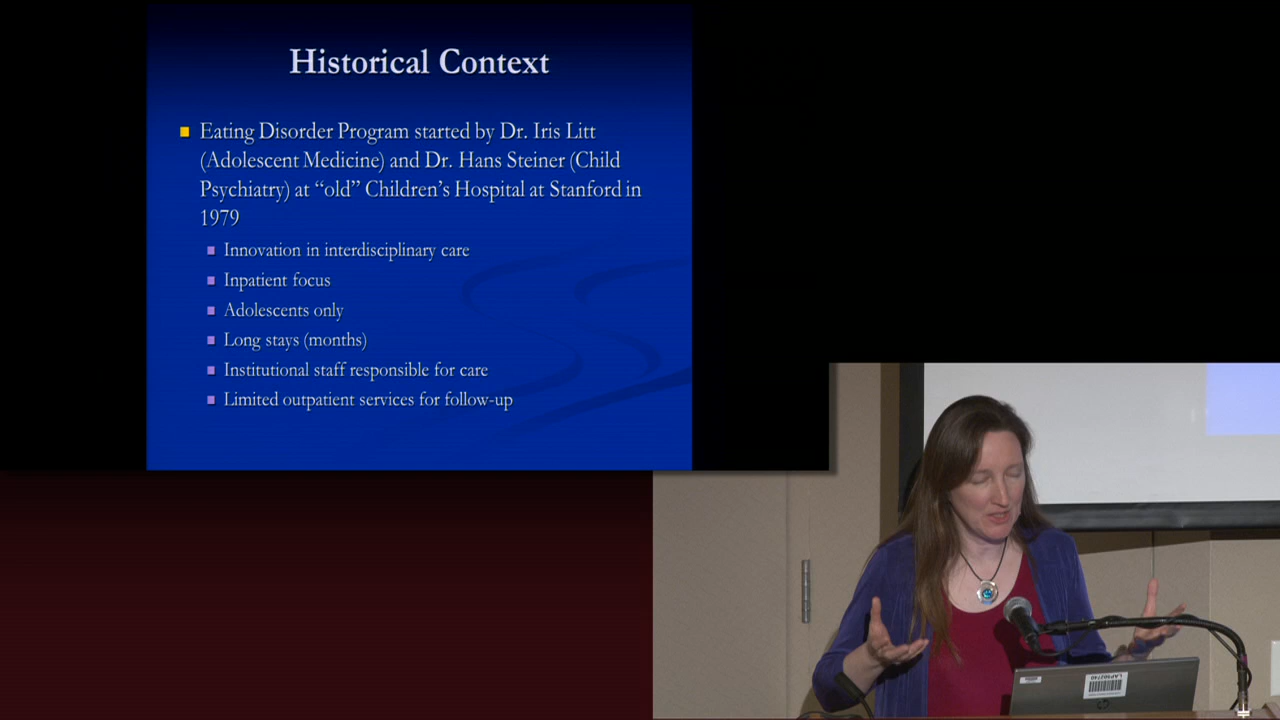 Historical Context
Eating Disorder Program started by Dr. Iris Litt
(Adolescent Medicine) and Dr. Hans Steiner (Child
Psychiatry) at “old” Children’s Hospital at Stanford in
1979
Innovation in interdisciplinary care
Inpatient focus
Adolescents only
Long stays (months)
Institutional staff responsible for care
Limited outpatient services for follow-up
hp